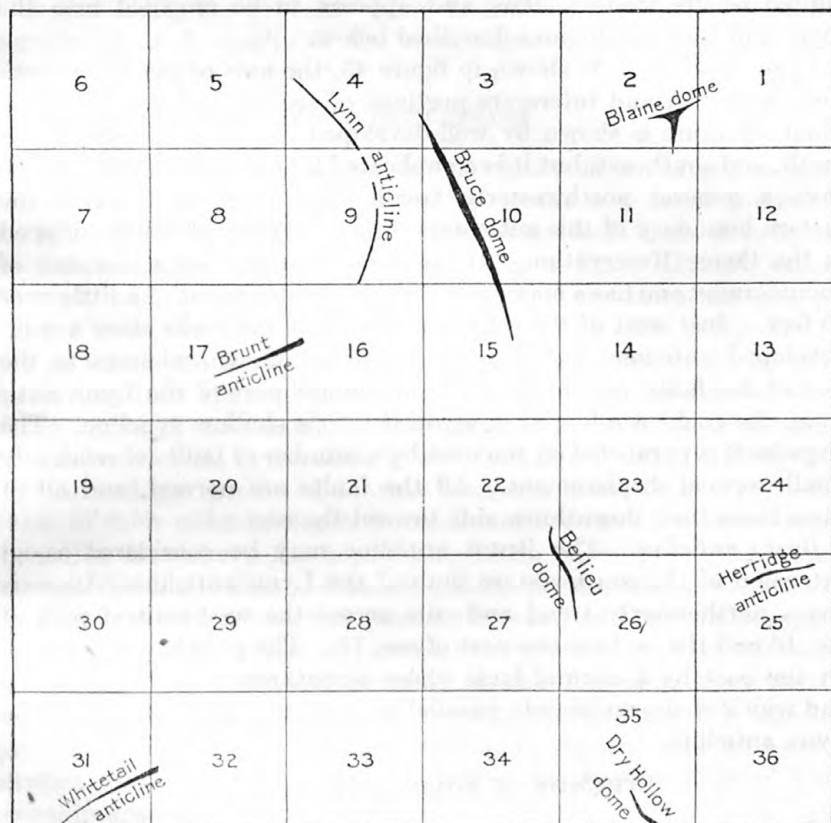 6 5 4 3 2 1
Lynn anticline
Blaine dome
Bruce dome
7 8 9 10 11 12
18 17 16 15 14 13
Brunt anticline
19 20 21 22 23 24
Bellieu dome
Herridge anticline
30 29 28 27 26 25
31 32 33 34 35 36
Whitetail anticline
Dry Hollow dome